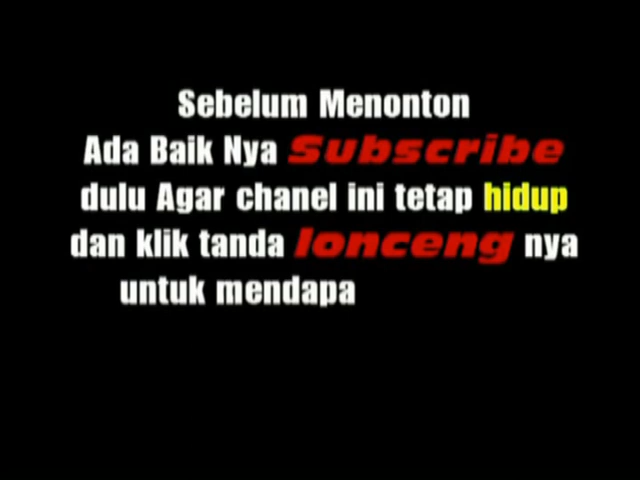 Sebelum Menonton
Ada Baik Nya Subscribe
dulu Agar chanel ini tetap hidup
dan klik tanda lonceng nya
untuk mendapa